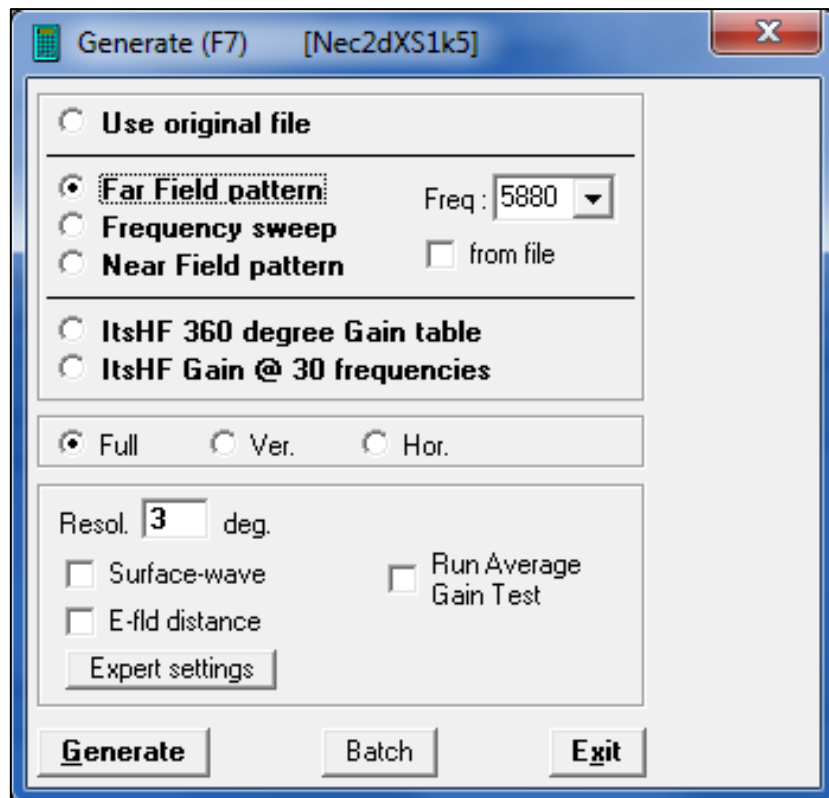 Generate (F7) [Nec2dXS1k5]
Use original file
Far Field pattern Freq : 5880
Frequency sweep
Near Field pattern from file
ItsHF 360 degree Gain table
ItsHF Gain @ 30 frequencies
Full Ver. Hor.
Resol. 3 deg.
Surface-wave Run Average
Gain Test
E-fld distance
Expert settings
Generate Batch Exit